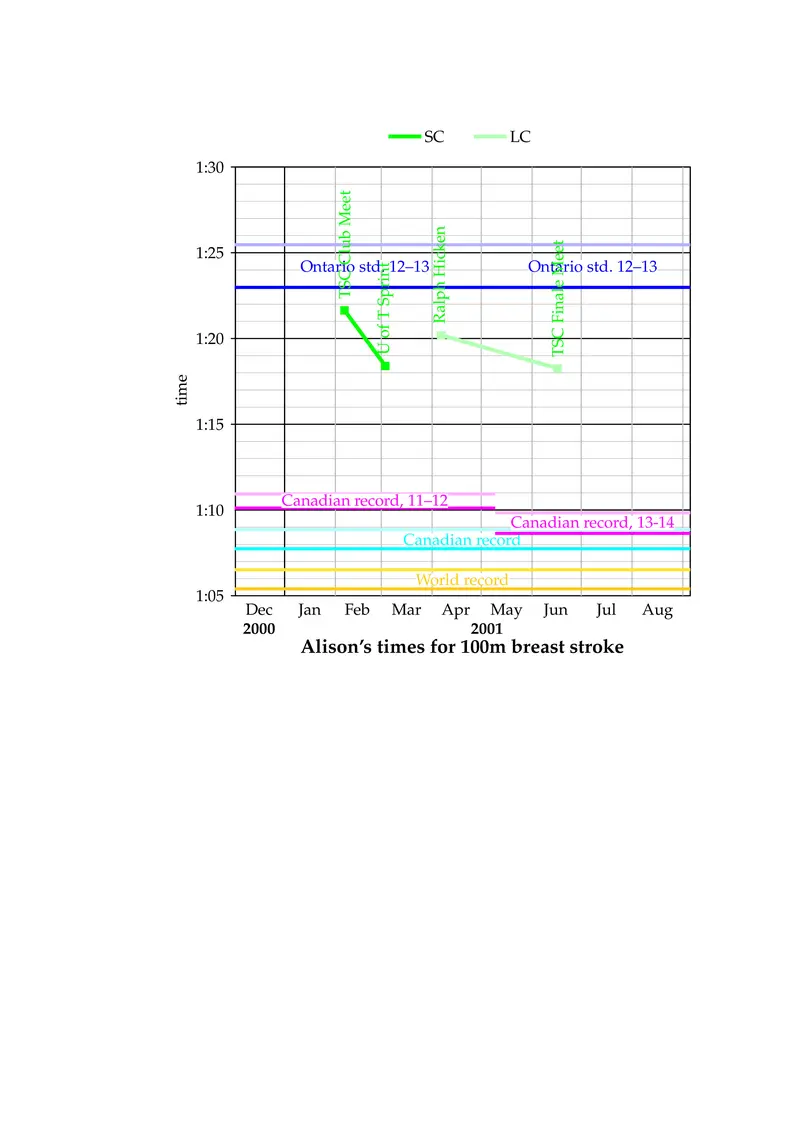 SC LC
1:30
TSC Club Meet
Ralph Hicken
1:25
Ontario std. 12–13
Ontario std. 12–13
U of T Sprint
TSC Finale Meet
1:20
time
1:15
1:10
Canadian record, 11–12
Canadian record, 13-14
Canadian record
World record
1:05
Dec Jan Feb Mar Apr May Jun Jul Aug
2000 2001
Alison’s times for 100m breast stroke